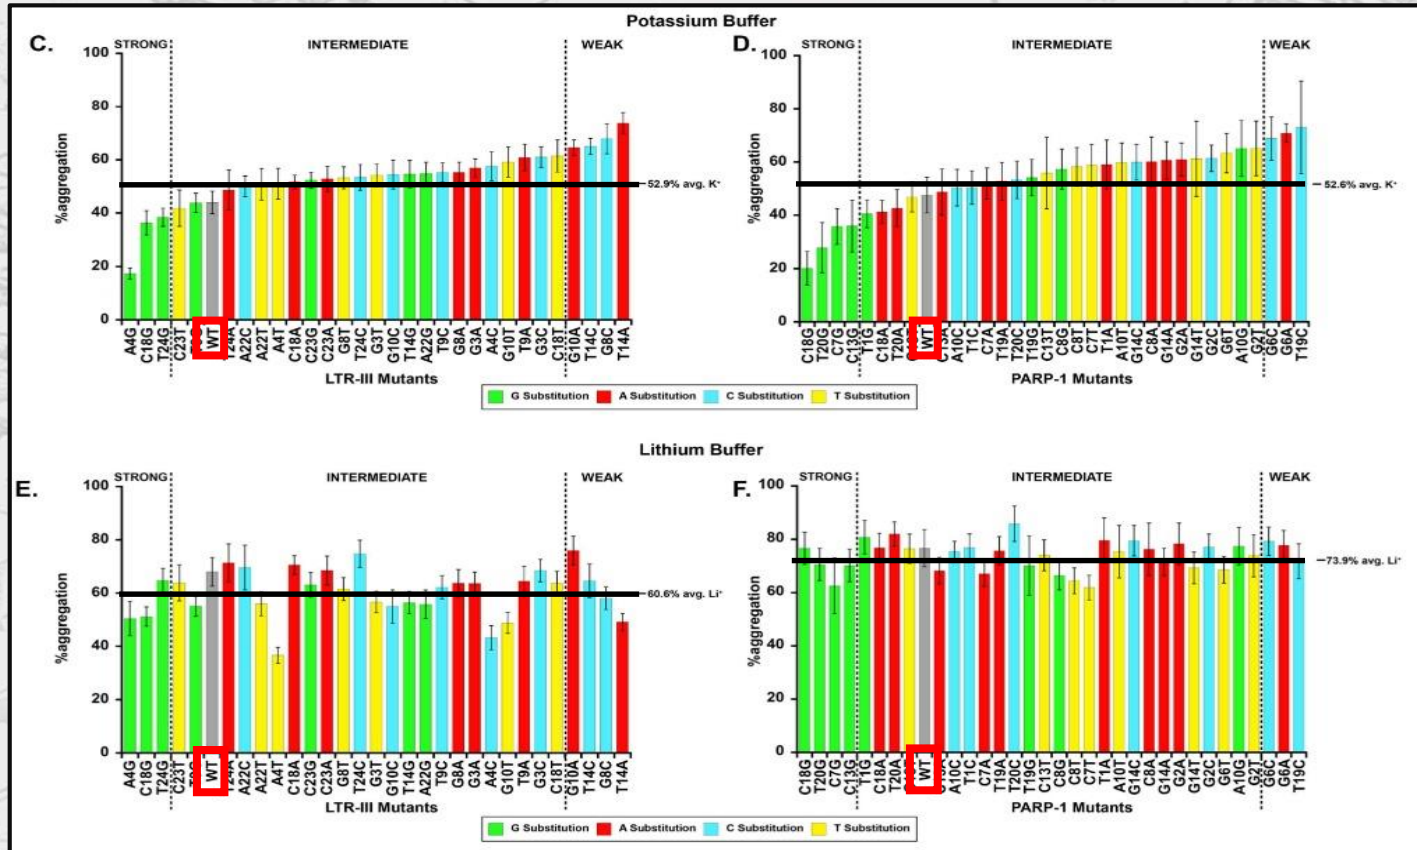 Potassium Buffer
C.
STRONG
INTERMEDIATE
WEAK
100
80
60
40
20
0
%aggregation
52.9% avg. K⁺
A4G C18G T24G C23T WT T24A A22C A22T A4T C18A C23G C23A G8T T24C G3T G10C T14G A22G T9C G8A G3A A4C G10T T9A G3C C18T G10A T14C G8C T14A
LTR-III Mutants
D.
STRONG
INTERMEDIATE
WEAK
100
80
60
40
20
0
%aggregation
52.6% avg. K⁺
C18G T20G C7G C13G T1G C18A T20A WT C13A A10C T1C C7A T19A T20C T19G C13T C8G C8T C7T T1A A10T G14C C8A G14A G2A G14T G2C G6T A10G G2T G6C G6A T19C
PARP-1 Mutants
G Substitution A Substitution C Substitution T Substitution
Lithium Buffer
E.
STRONG
INTERMEDIATE
WEAK
100
80
60
40
20
0
%aggregation
60.6% avg. Li⁺
A4G C18G T24G C23T WT T24A A22C A22T A4T C18A C23G C23A G8T T24C G3T G10C T14G A22G T9C G8A G3A A4C G10T T9A G3C C18T G10A T14C G8C T14A
LTR-III Mutants
F.
STRONG
INTERMEDIATE
WEAK
100
80
60
40
20
0
%aggregation
73.9% avg. Li⁺
C18G T20G C7G C13G T1G C18A T20A WT C13A A10C T1C C7A T19A T20C T19G C13T C8G C8T C7T T1A A10T G14C C8A G14A G2A G14T G2C G6T A10G G2T G6C G6A T19C
PARP-1 Mutants
G Substitution A Substitution C Substitution T Substitution